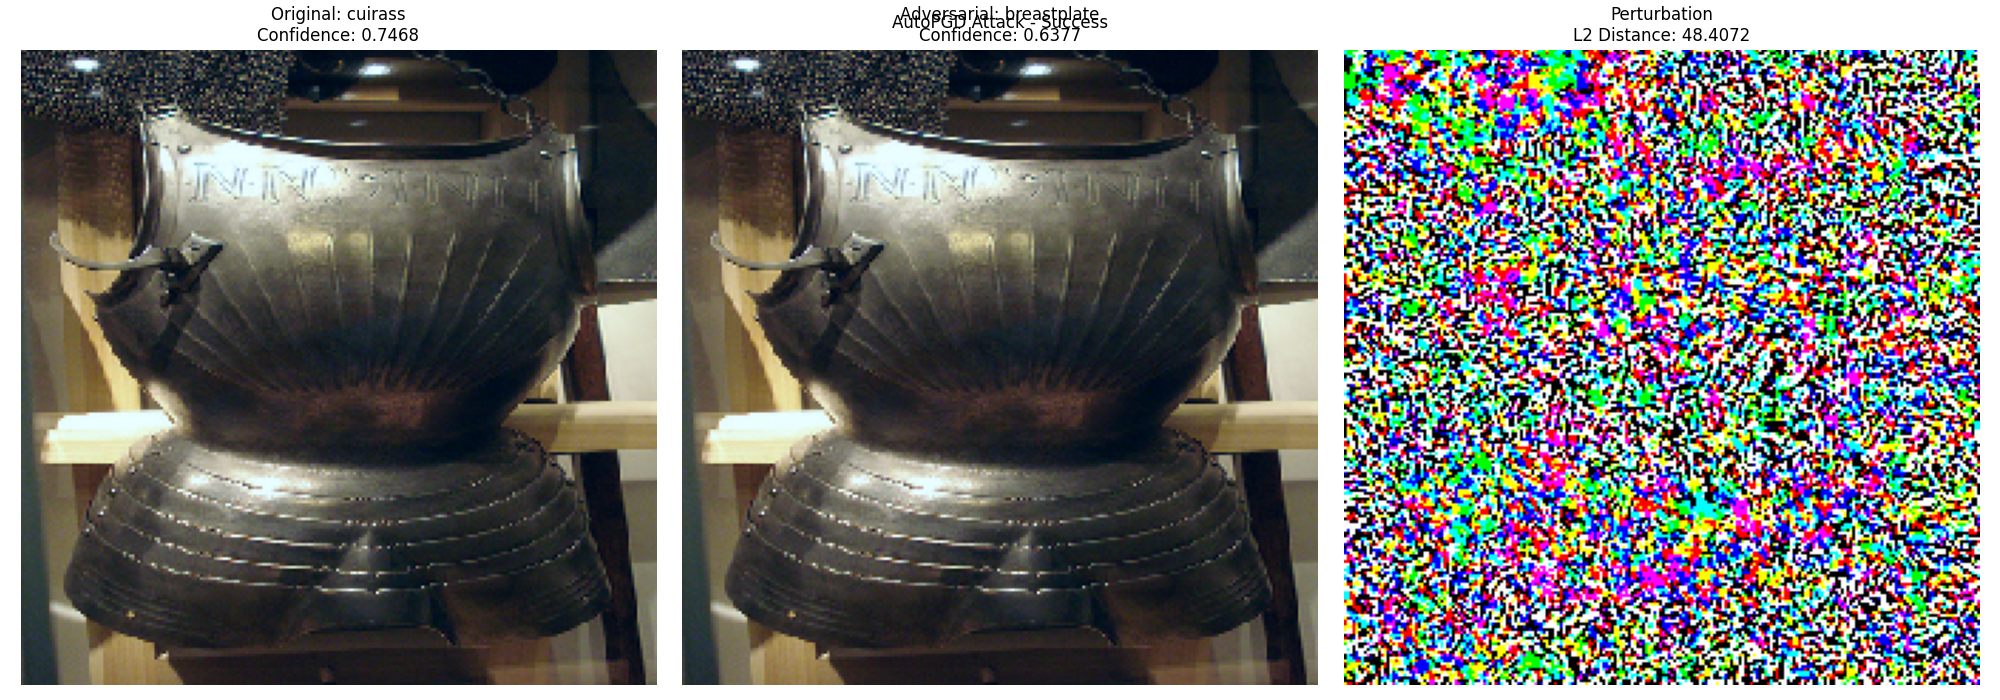 Original: cuirass
Confidence: 0.7468
AutoPGD Attack - Success
Adversarial: breastplate
Confidence: 0.6377
Perturbation
L2 Distance: 48.4072